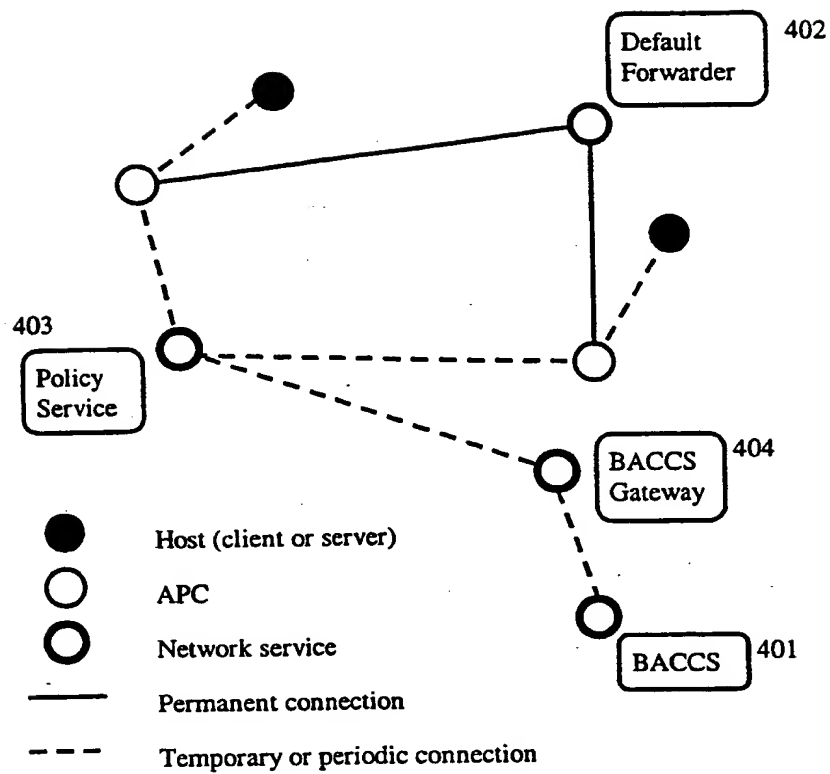 402
Default
Forwarder
403
Policy
Service
404
BACCS
Gateway
Host (client or server)
APC
Network service
401
BACCS
Permanent connection
Temporary or periodic connection